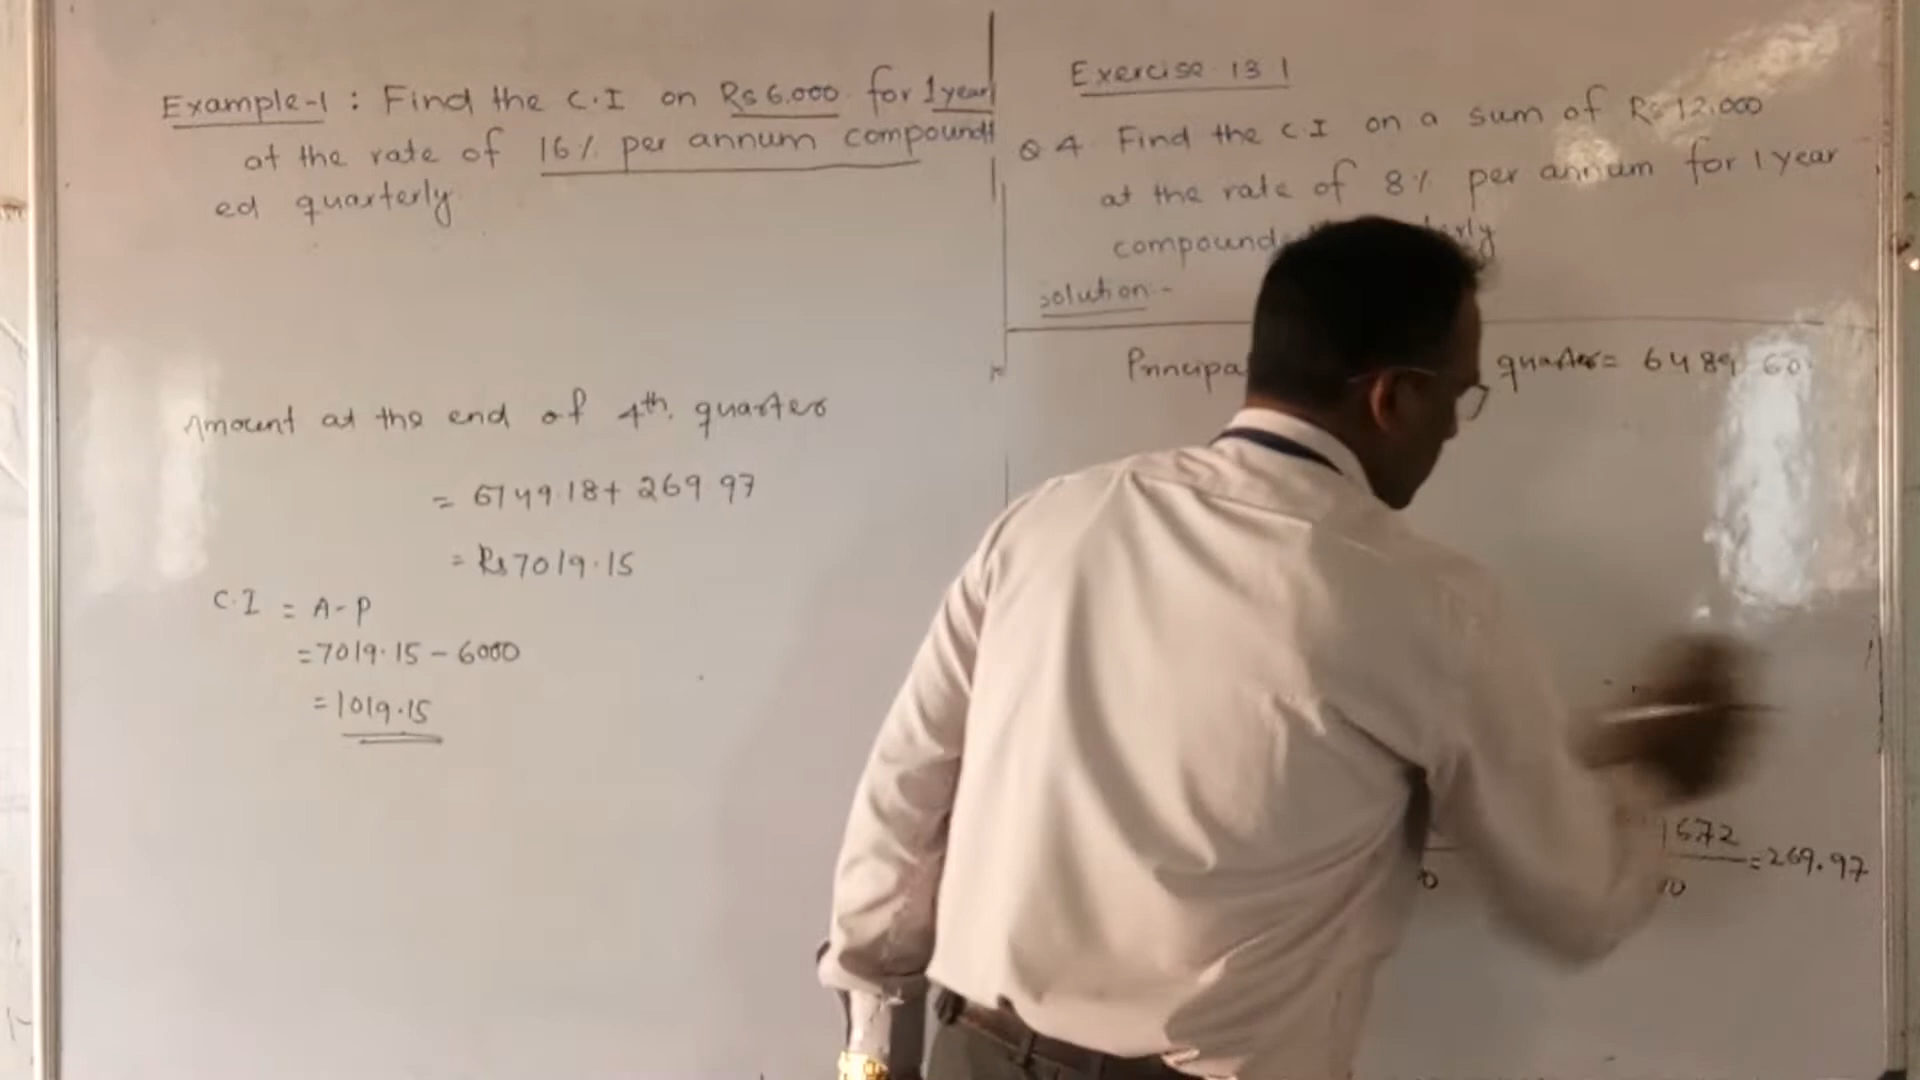 Example-1 : Find the C.I on Rs 6.000 for 1 year
at the rate of 16% per annum compound
ed quarterly
Amount at the end of 4th quarter
= 6749.18 + 269.97
= Rs 7019.15
C.I = A-P
= 7019.15 - 6000
= 1019.15
Exercise 13.1
Q 4 Find the C.I on a sum of Rs 12.000
at the rate of 8% per annum for 1 year
compound
solution:-
quarter = 6489.60
= 269.97